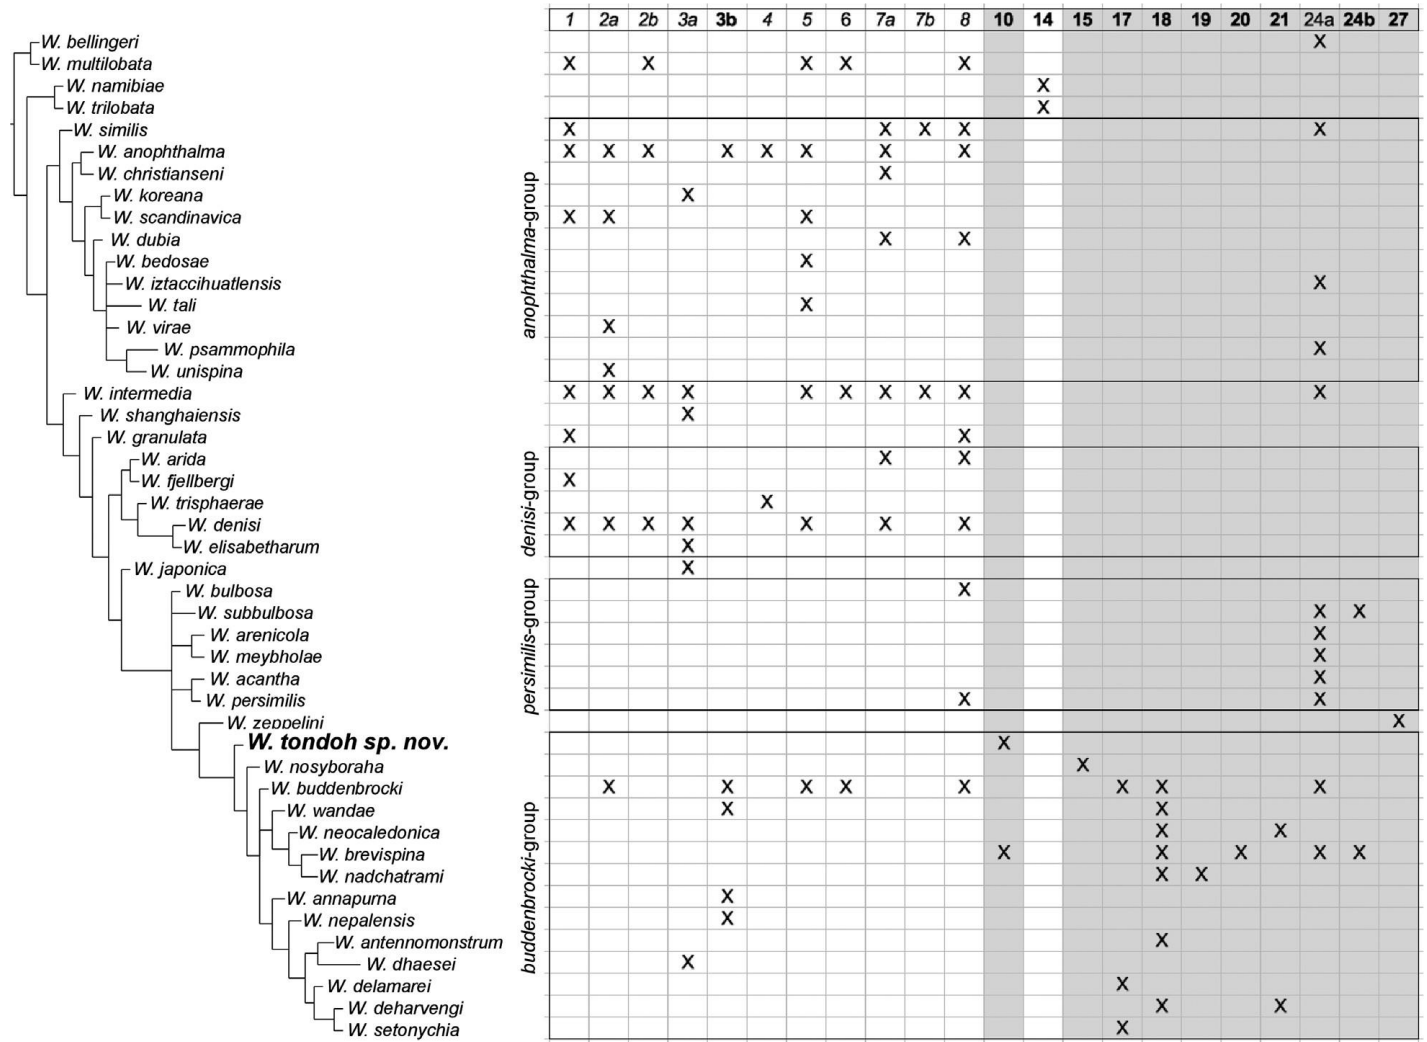 1 2a 2b 3a 3b 4 5 6 7a 7b 8 10 14 15 17 18 19 20 21 24a 24b 27
W. bellingeri X
W. multilobata X X X X X
W. namibiae X
W. trilobata X
W. similis X X X X X
W. anophthalma X X X X X X X X
W. christianseni X
W. koreana X
W. scandinavica X X X
W. dubia X X
W. bedosae X
W. iztaccihuatlensis X
W. tali X
W. virae X
W. psammophila X
W. unispina X
anophthalma-group
W. intermedia X X X X X X X X X X
W. shanghaiensis X
W. granulata X X
W. arida X X
W. fjellbergi X
W. trisphaerae X
W. denisi X X X X X X X
W. elisabetharum X
denisi-group
W. japonica X
W. bulbosa X
W. subbulbosa X X
W. arenicola X
W. meybholae X
W. acantha X
W. persimilis X X
persimilis-group
W. zeppelini X
W. tondoh sp. nov. X
W. nosyboraha X
W. buddenbrocki X X X X X X X X
W. wandae X X
W. neocaledonica X X
W. brevispina X X X X X
W. nadchatrami X X
W. annapuma X
W. nepalensis X
W. antennomonstrum X
W. dhaesei X
W. delamarei X
W. deharvengi X X
W. setonychia X
buddenbrocki-group